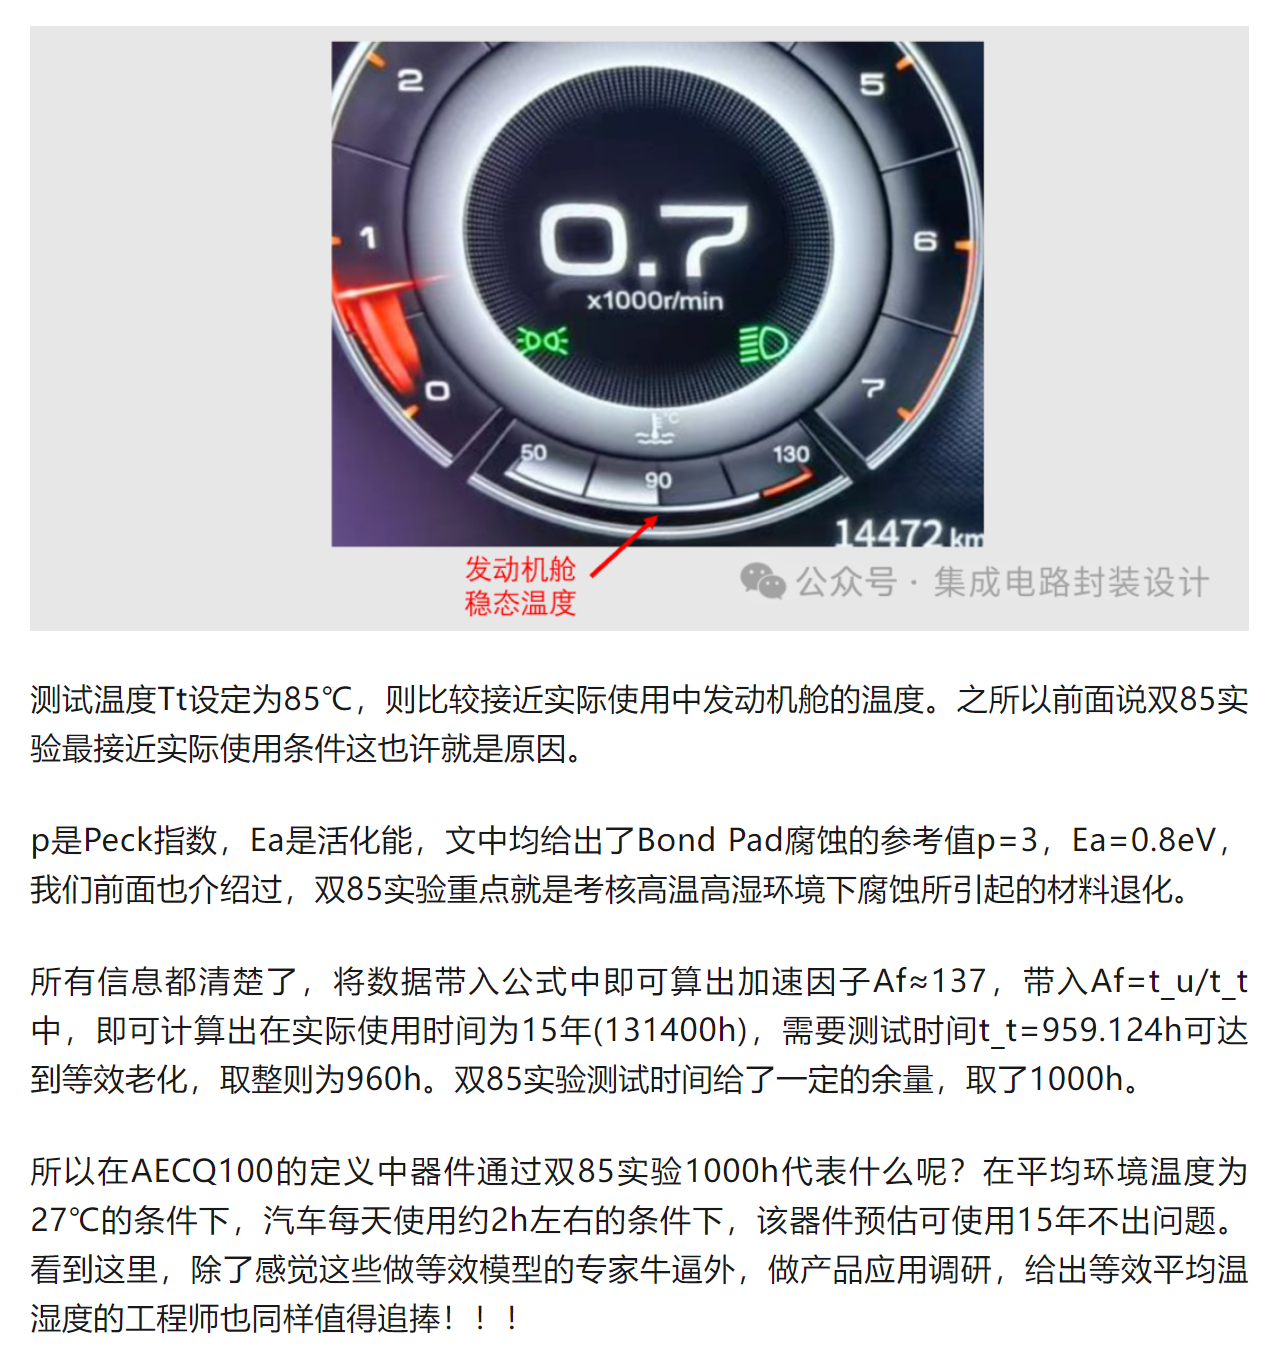 2
5
1
6
0.7
x1000r/min
0
7
°C
50
130
90
14472 km
发动机舱
稳态温度
公众号 · 集成电路封装设计
测试温度Tt设定为85℃，则比较接近实际使用中发动机舱的温度。之所以前面说双85实
验最接近实际使用条件这也许就是原因。
p是Peck指数，Ea是活化能，文中均给出了Bond Pad腐蚀的参考值p=3，Ea=0.8eV，
我们前面也介绍过，双85实验重点就是考核高温高湿环境下腐蚀所引起的材料退化。
所有信息都清楚了，将数据带入公式中即可算出加速因子Af≈137，带入Af=t_u/t_t
中，即可计算出在实际使用时间为15年(131400h)，需要测试时间t_t=959.124h可达
到等效老化，取整则为960h。双85实验测试时间给了一定的余量，取了1000h。
所以在AECQ100的定义中器件通过双85实验1000h代表什么呢？在平均环境温度为
27℃的条件下，汽车每天使用约2h左右的条件下，该器件预估可使用15年不出问题。
看到这里，除了感觉这些做等效模型的专家牛逼外，做产品应用调研，给出等效平均温
湿度的工程师也同样值得追捧！！！